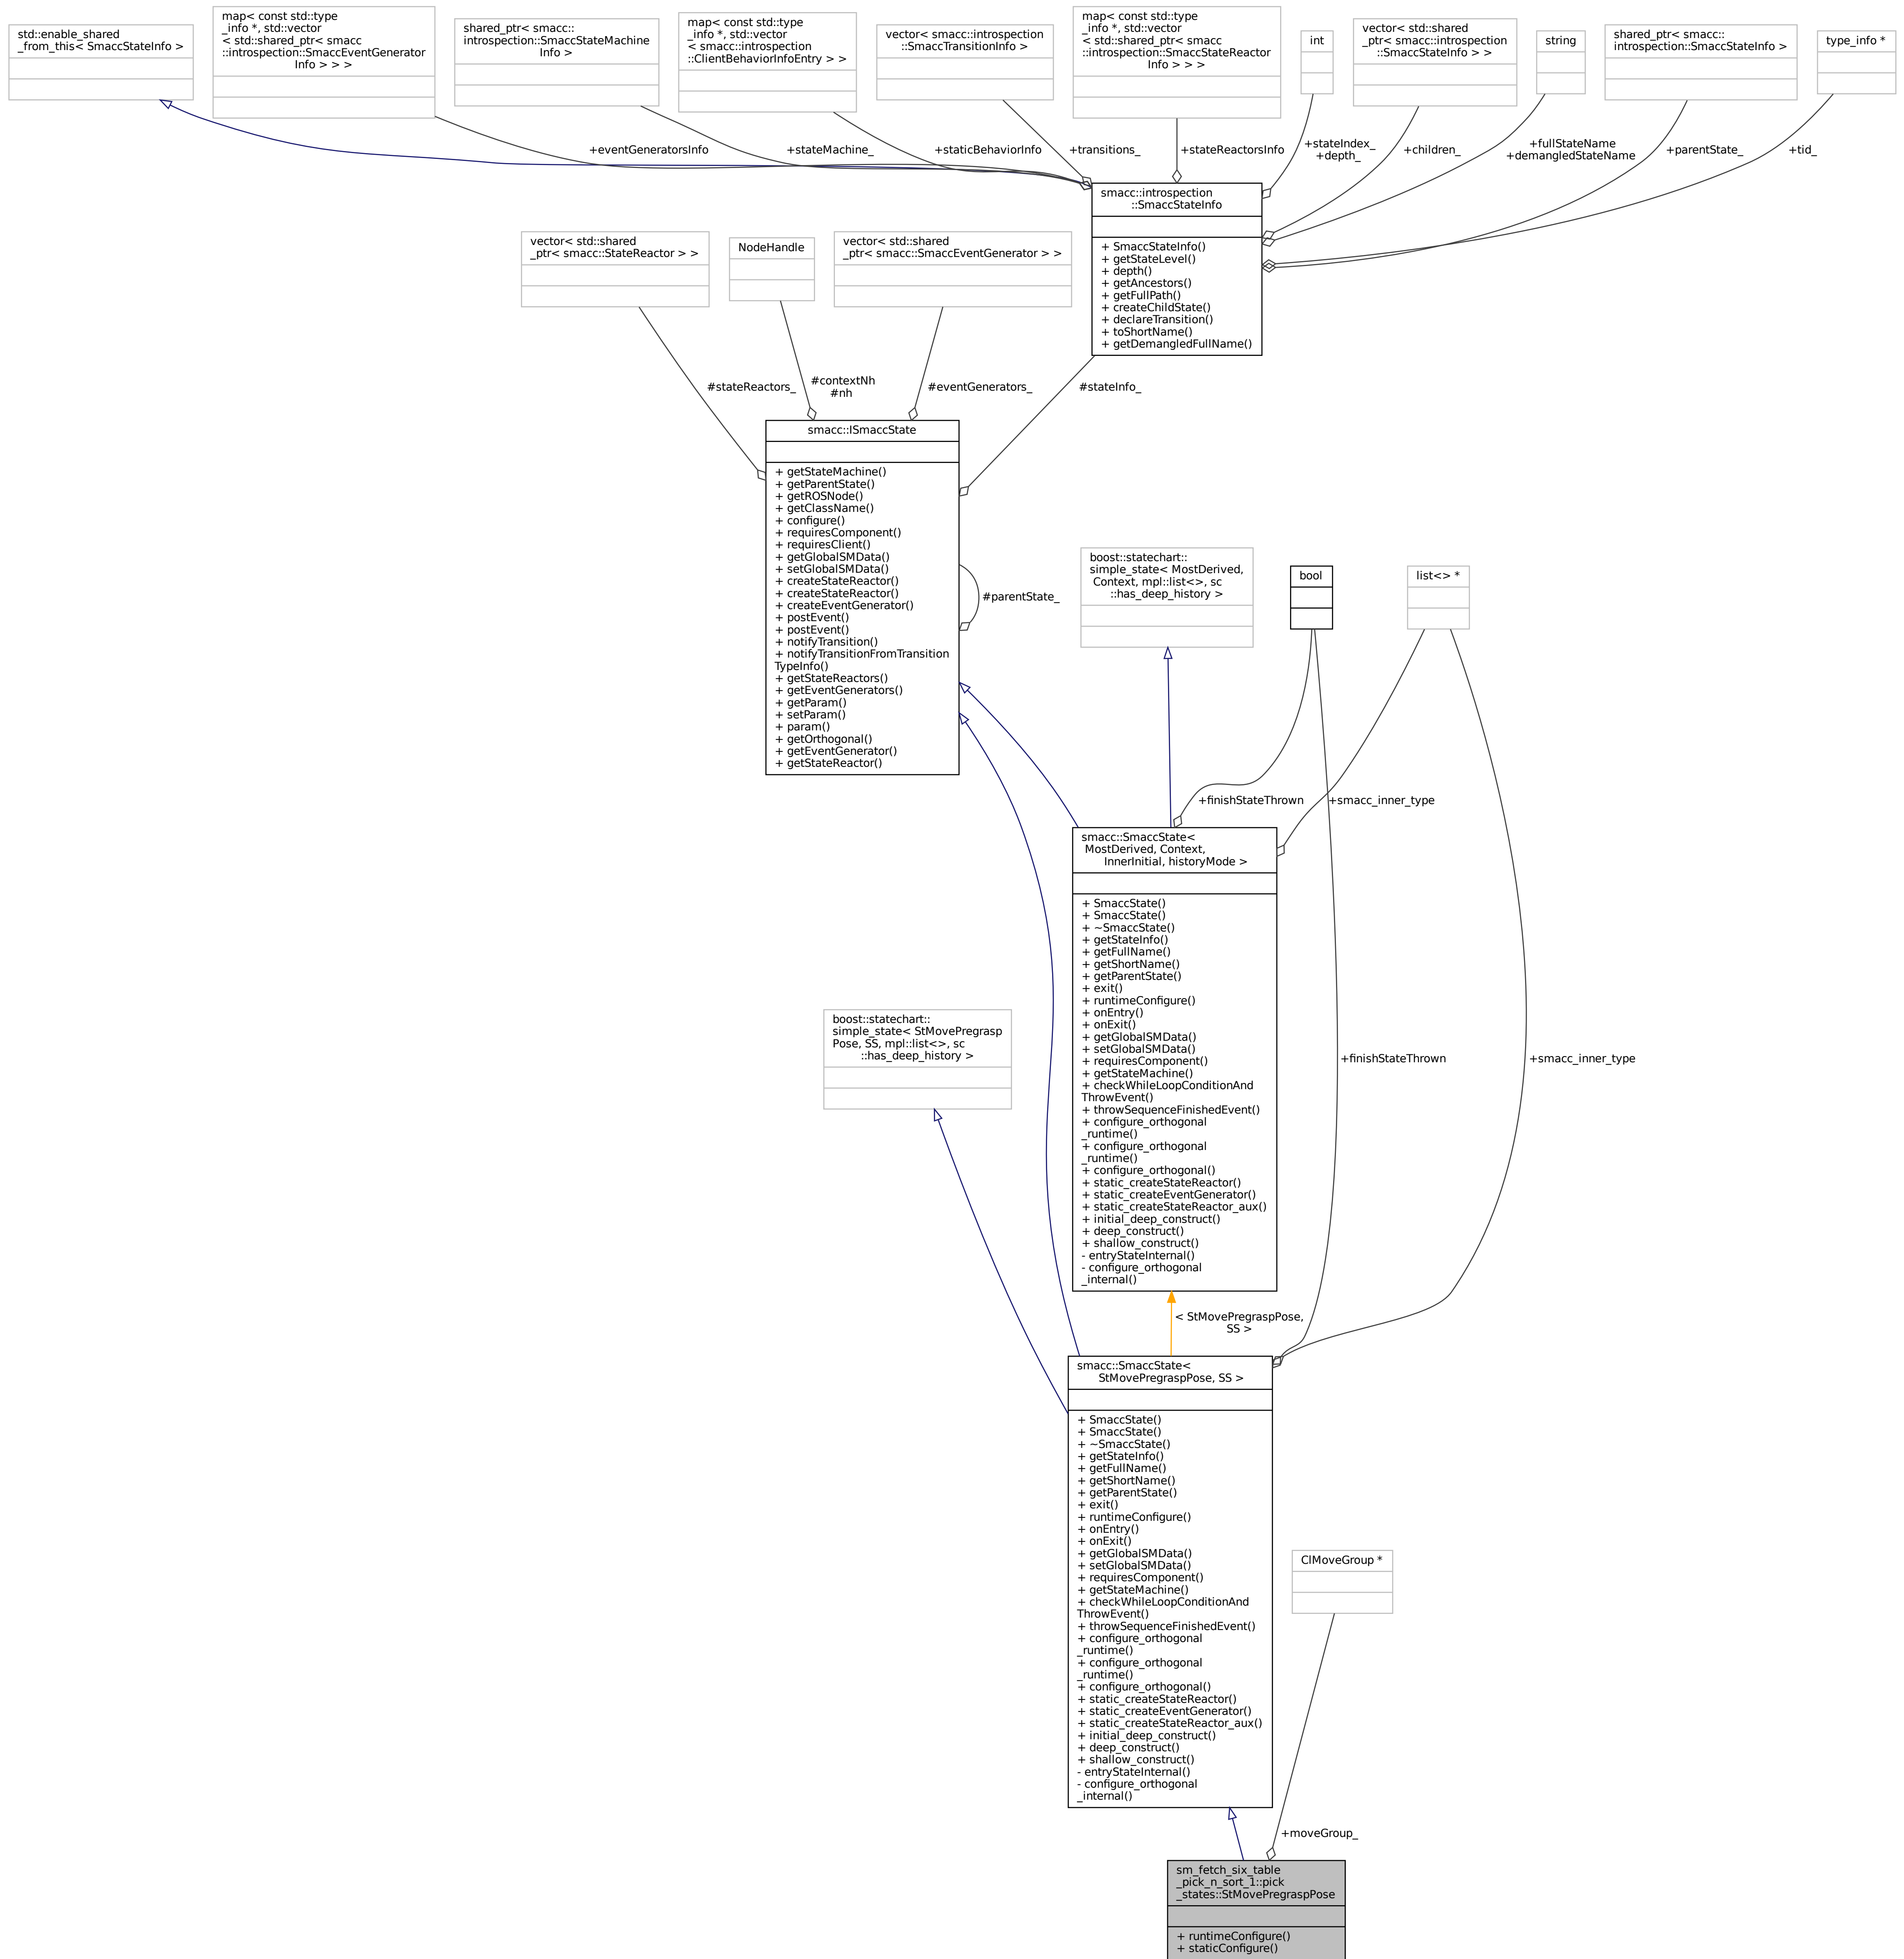 std::enable_shared
_from_this< SmaccStateInfo >
map< const std::type
_info *, std::vector
< std::shared_ptr< smacc
::introspection::SmaccEventGenerator
Info > > >
shared_ptr< smacc::
introspection::SmaccStateMachine
Info >
map< const std::type
_info *, std::vector
< smacc::introspection
::ClientBehaviorInfoEntry > >
vector< smacc::introspection
::SmaccTransitionInfo >
map< const std::type
_info *, std::vector
< std::shared_ptr< smacc
::introspection::SmaccStateReactor
Info > > >
int
vector< std::shared
_ptr< smacc::introspection
::SmaccStateInfo > >
string
shared_ptr< smacc::
introspection::SmaccStateInfo >
type_info *
+eventGeneratorsInfo
+stateMachine_
+staticBehaviorInfo
+transitions_
+stateReactorsInfo
+stateIndex_
+depth_
+children_
+fullStateName
+demangledStateName
+parentState_
+tid_
smacc::introspection
::SmaccStateInfo
+ SmaccStateInfo()
+ getStateLevel()
+ depth()
+ getAncestors()
+ getFullPath()
+ createChildState()
+ declareTransition()
+ toShortName()
+ getDemangledFullName()
vector< std::shared
_ptr< smacc::StateReactor > >
NodeHandle
vector< std::shared
_ptr< smacc::SmaccEventGenerator > >
#stateReactors_
#contextNh
#nh
#eventGenerators_
#stateInfo_
smacc::ISmaccState
+ getStateMachine()
+ getParentState()
+ getROSNode()
+ getClassName()
+ configure()
+ requiresComponent()
+ requiresClient()
+ getGlobalSMData()
+ setGlobalSMData()
+ createStateReactor()
+ createStateReactor()
+ createEventGenerator()
+ postEvent()
+ postEvent()
+ notifyTransition()
+ notifyTransitionFromTransition
TypeInfo()
+ getStateReactors()
+ getEventGenerators()
+ getParam()
+ setParam()
+ param()
+ getOrthogonal()
+ getEventGenerator()
+ getStateReactor()
#parentState_
boost::statechart::
simple_state< MostDerived,
Context, mpl::list<>, sc
::has_deep_history >
bool
list<> *
+finishStateThrown
+smacc_inner_type
smacc::SmaccState<
MostDerived, Context,
InnerInitial, historyMode >
+ SmaccState()
+ SmaccState()
+ ~SmaccState()
+ getStateInfo()
+ getFullName()
+ getShortName()
+ getParentState()
+ exit()
+ runtimeConfigure()
+ onEntry()
+ onExit()
+ getGlobalSMData()
+ setGlobalSMData()
+ requiresComponent()
+ getStateMachine()
+ checkWhileLoopConditionAnd
ThrowEvent()
+ throwSequenceFinishedEvent()
+ configure_orthogonal
_runtime()
+ configure_orthogonal
_runtime()
+ configure_orthogonal()
+ static_createStateReactor()
+ static_createEventGenerator()
+ static_createStateReactor_aux()
+ initial_deep_construct()
+ deep_construct()
+ shallow_construct()
- entryStateInternal()
- configure_orthogonal
_internal()
boost::statechart::
simple_state< StMovePregrasp
Pose, SS, mpl::list<>, sc
::has_deep_history >
+finishStateThrown
+smacc_inner_type
< StMovePregraspPose,
SS >
smacc::SmaccState<
StMovePregraspPose, SS >
+ SmaccState()
+ SmaccState()
+ ~SmaccState()
+ getStateInfo()
+ getFullName()
+ getShortName()
+ getParentState()
+ exit()
+ runtimeConfigure()
+ onEntry()
+ onExit()
+ getGlobalSMData()
+ setGlobalSMData()
+ requiresComponent()
+ getStateMachine()
+ checkWhileLoopConditionAnd
ThrowEvent()
+ throwSequenceFinishedEvent()
+ configure_orthogonal
_runtime()
+ configure_orthogonal
_runtime()
+ configure_orthogonal()
+ static_createStateReactor()
+ static_createEventGenerator()
+ static_createStateReactor_aux()
+ initial_deep_construct()
+ deep_construct()
+ shallow_construct()
- entryStateInternal()
- configure_orthogonal
_internal()
ClMoveGroup *
+moveGroup_
sm_fetch_six_table
_pick_n_sort_1::pick
_states::StMovePregraspPose
+ runtimeConfigure()
+ staticConfigure()